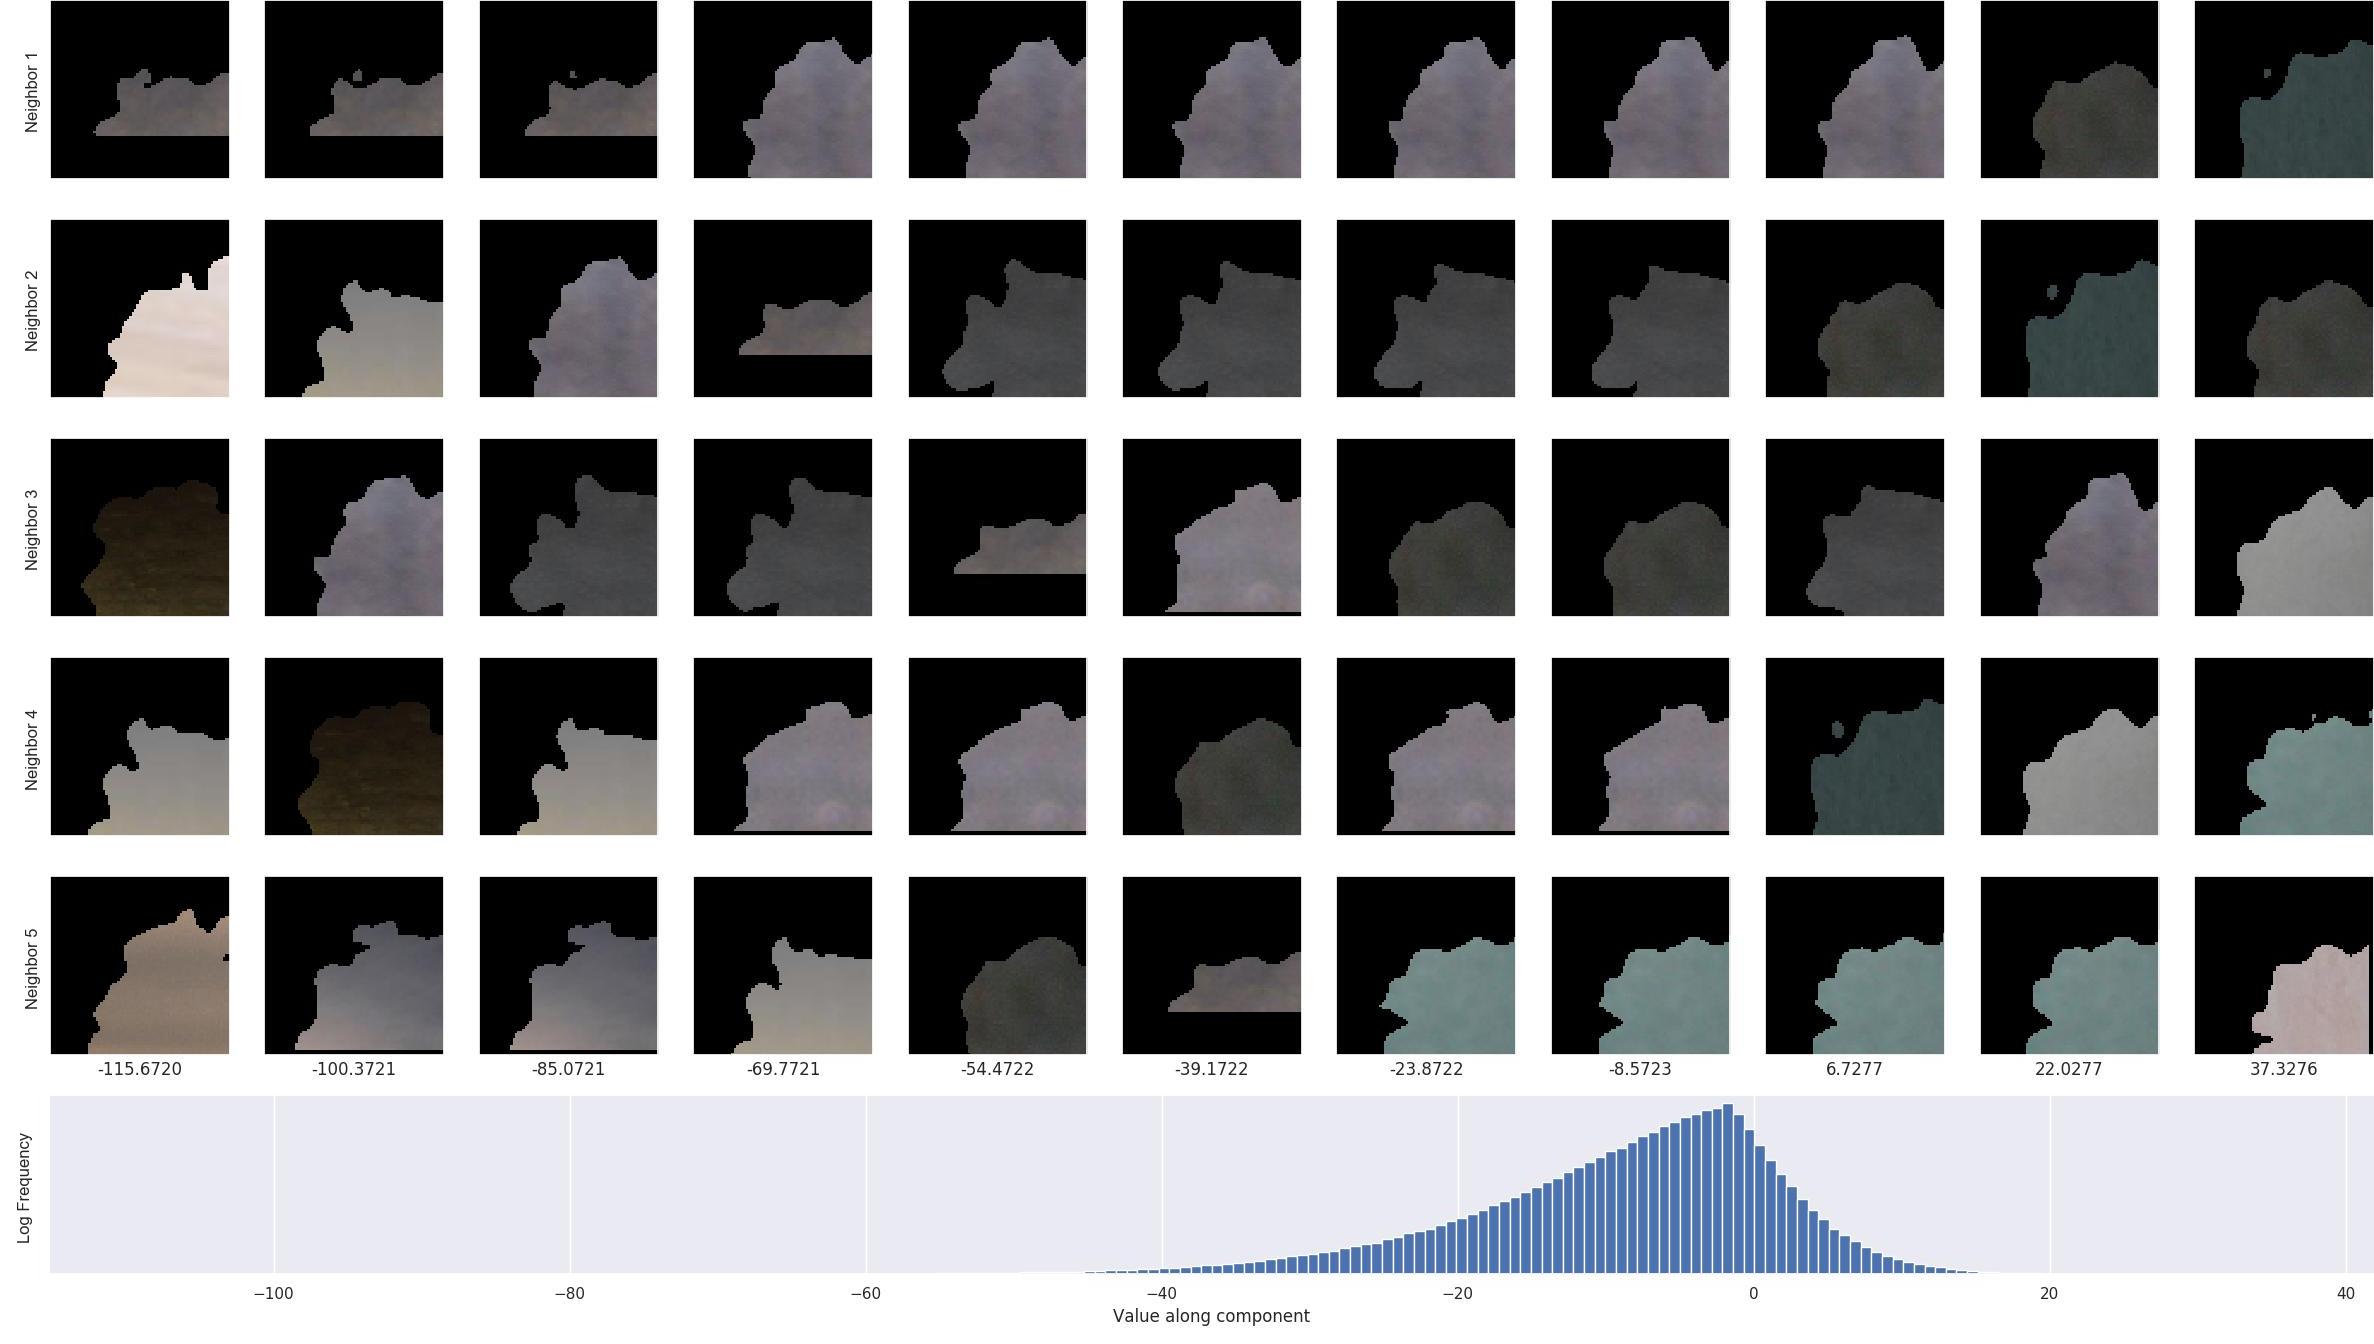 Neighbor 1
Neighbor 2
Neighbor 3
Neighbor 4
Neighbor 5
-115.6720 -100.3721 -85.0721 -69.7721 -54.4722 -39.1722 -23.8722 -8.5723 6.7277 22.0277 37.3276
Log Frequency
−100 −80 −60 −40 −20 0 20 40
Value along component